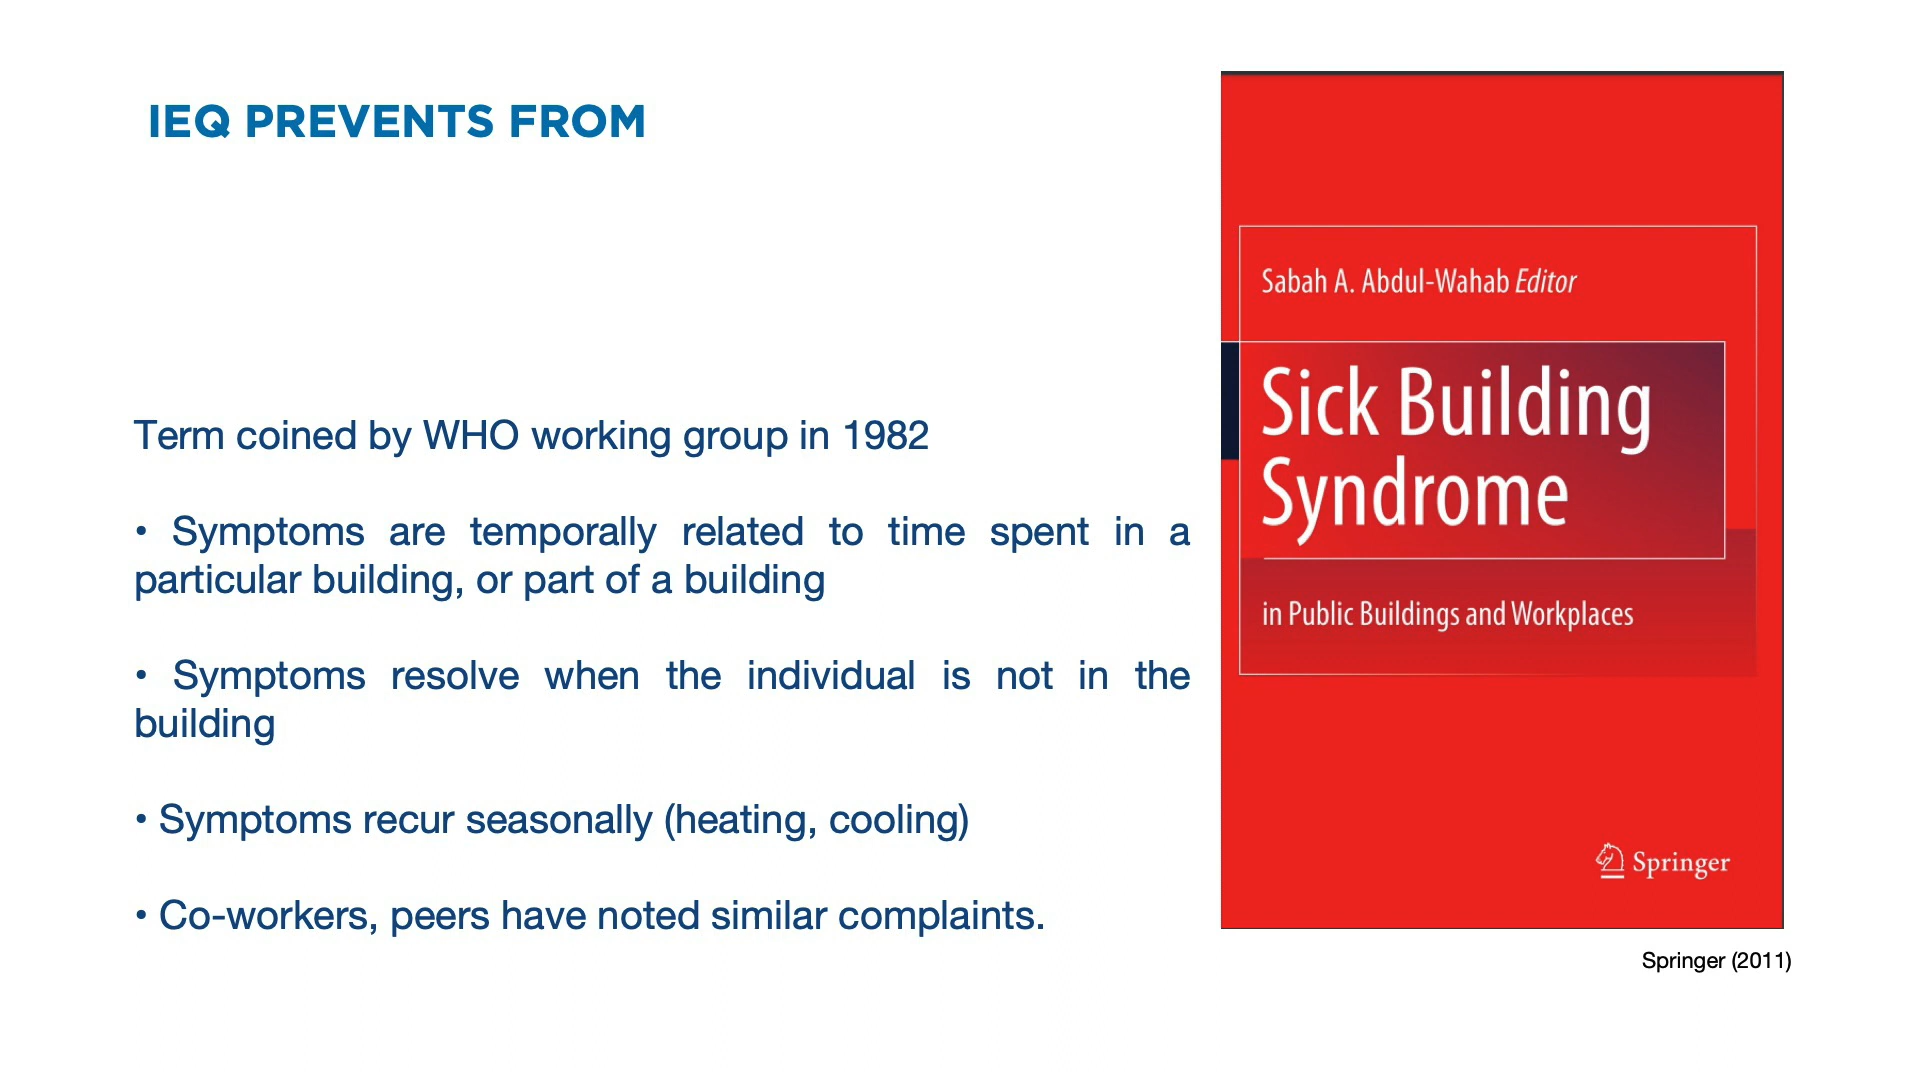 IEQ PREVENTS FROM
Term coined by WHO working group in 1982
• Symptoms are temporally related to time spent in a
particular building, or part of a building
• Symptoms resolve when the individual is not in the
building
• Symptoms recur seasonally (heating, cooling)
• Co-workers, peers have noted similar complaints.
Sabah A. Abdul-Wahab Editor
Sick Building
Syndrome
in Public Buildings and Workplaces
Springer
Springer (2011)